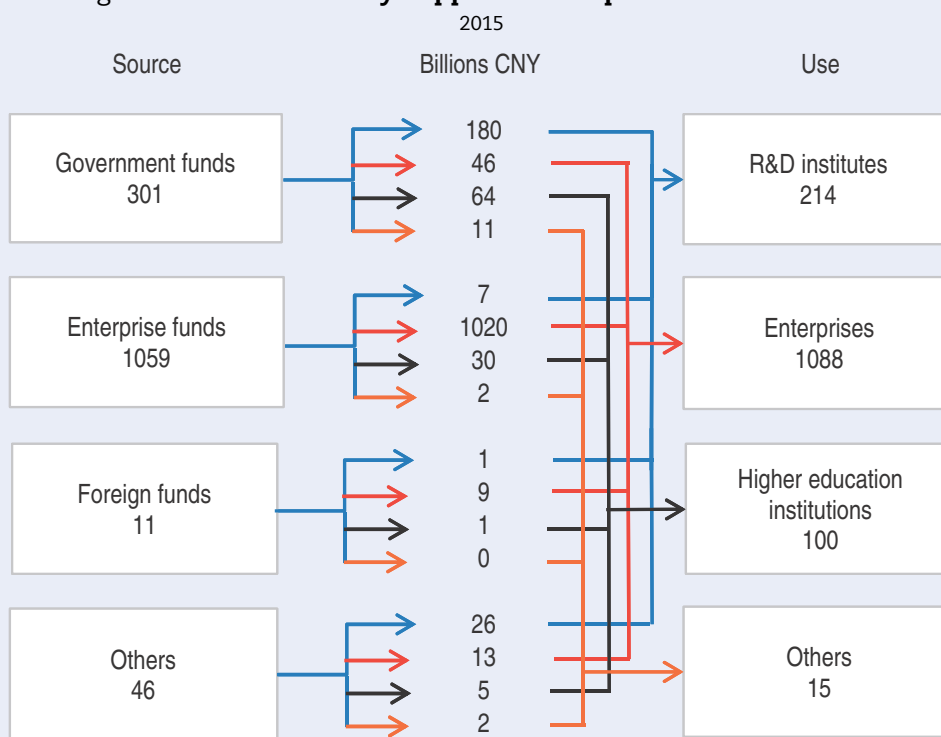 2015
Source Billions CNY Use
Government funds
301
180
46
64
11
R&D institutes
214
Enterprise funds
1059
7
1020
30
2
Enterprises
1088
Foreign funds
11
1
9
1
0
Higher education
institutions
100
Others
46
26
13
5
2
Others
15